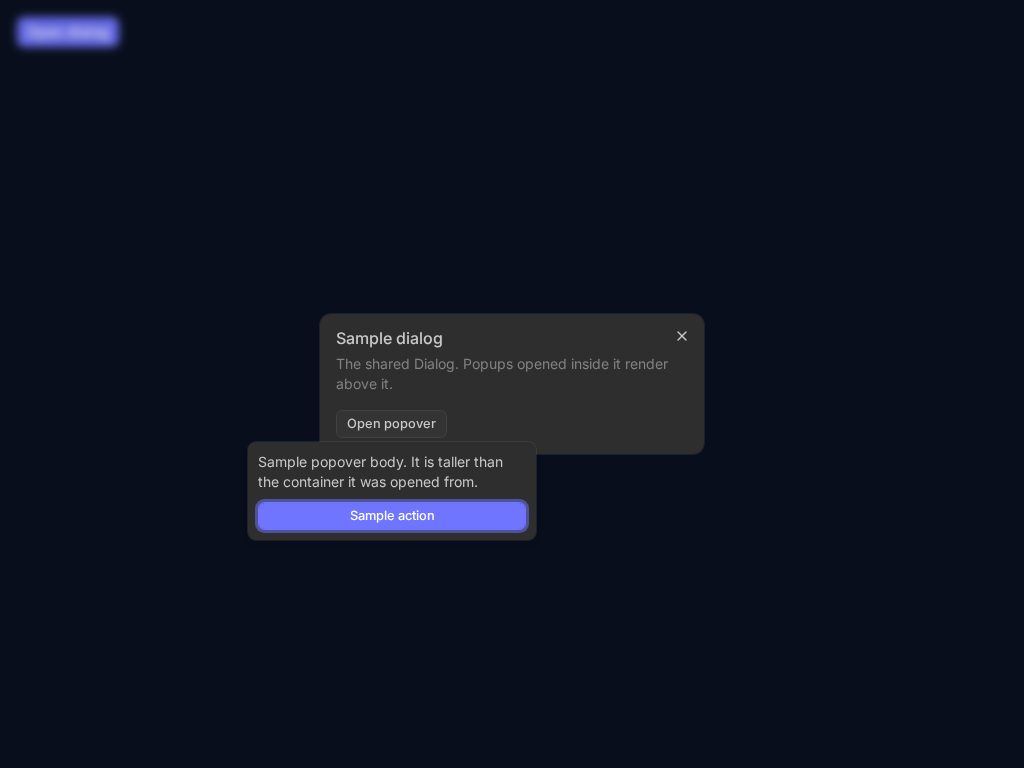 Sample dialog
The shared Dialog. Popups opened inside it render
above it.
Open popover
Sample popover body. It is taller than
the container it was opened from.
Sample action